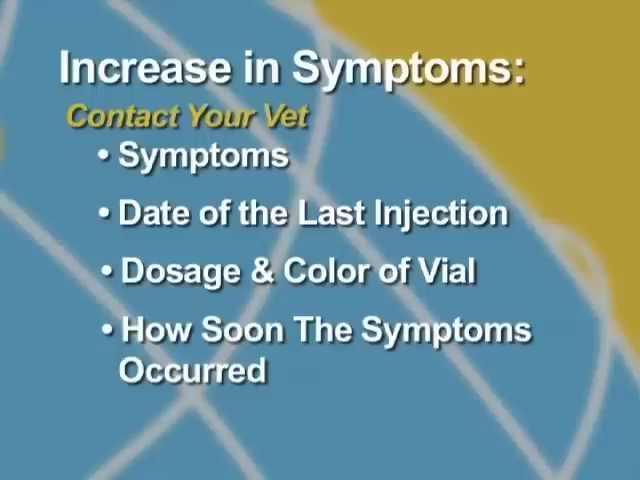 Increase in Symptoms:
Contact Your Vet
• Symptoms
• Date of the Last Injection
• Dosage & Color of Vial
• How Soon The Symptoms
Occurred